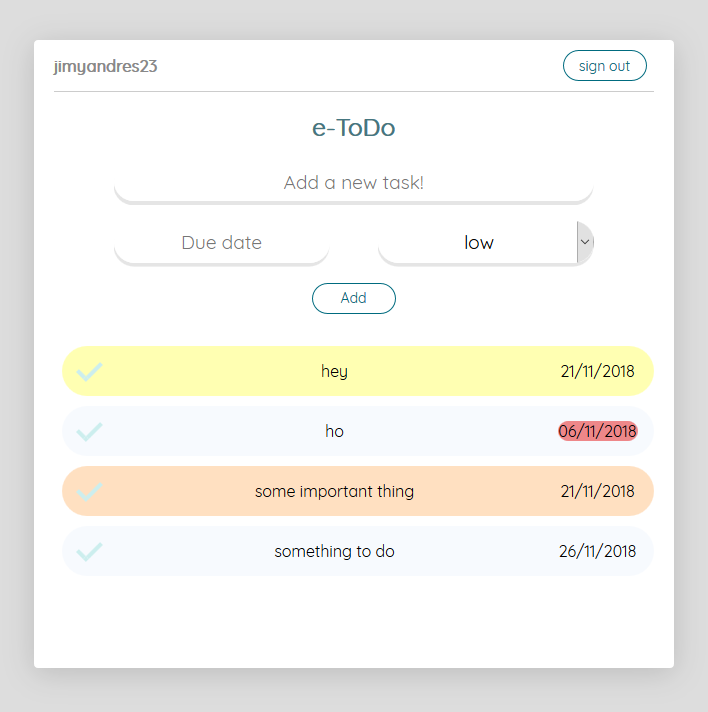 jimyandres23 sign out
e-ToDo
Add a new task!
Due date low
Add
hey 21/11/2018
ho 06/11/2018
some important thing 21/11/2018
something to do 26/11/2018